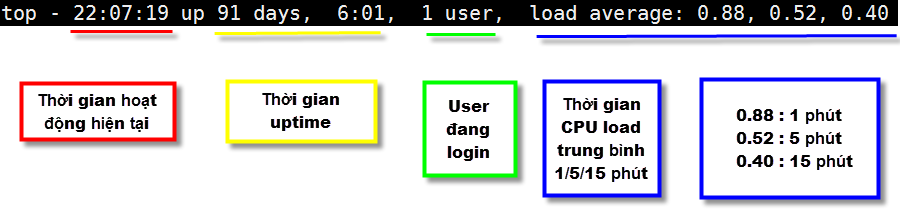 top - 22:07:19 up 91 days,  6:01,  1 user,  load average: 0.88, 0.52, 0.40
Thời gian hoạt
động hiện tại
Thời gian
uptime
User
đang
login
Thời gian
CPU load
trung bình
1/5/15 phút
0.88 : 1 phút
0.52 : 5 phút
0.40 : 15 phút